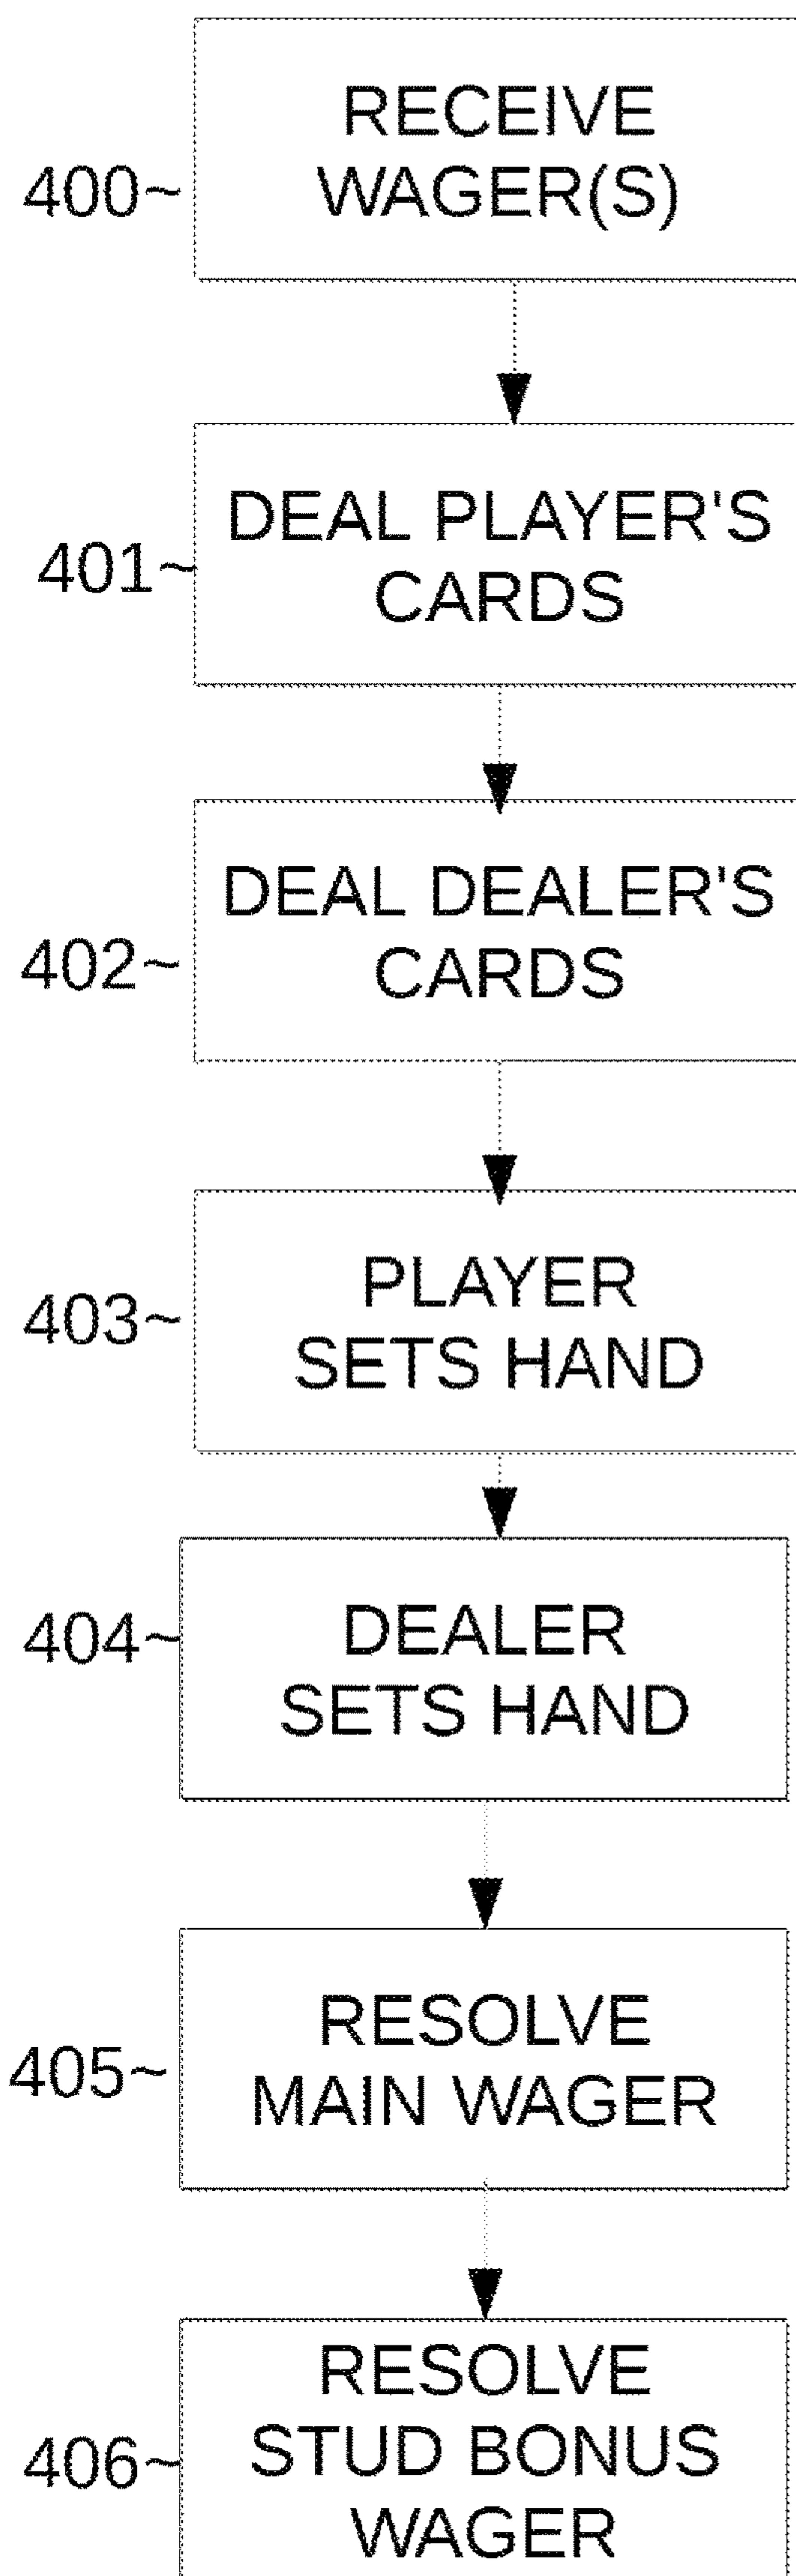 RECEIVE
400~ WAGER(S)
DEAL PLAYER'S
401~ CARDS
DEAL DEALER'S
402~ CARDS
PLAYER
403~ SETS HAND
404~ DEALER
SETS HAND
RESOLVE
405~ MAIN WAGER
RESOLVE
406~ STUD BONUS
WAGER